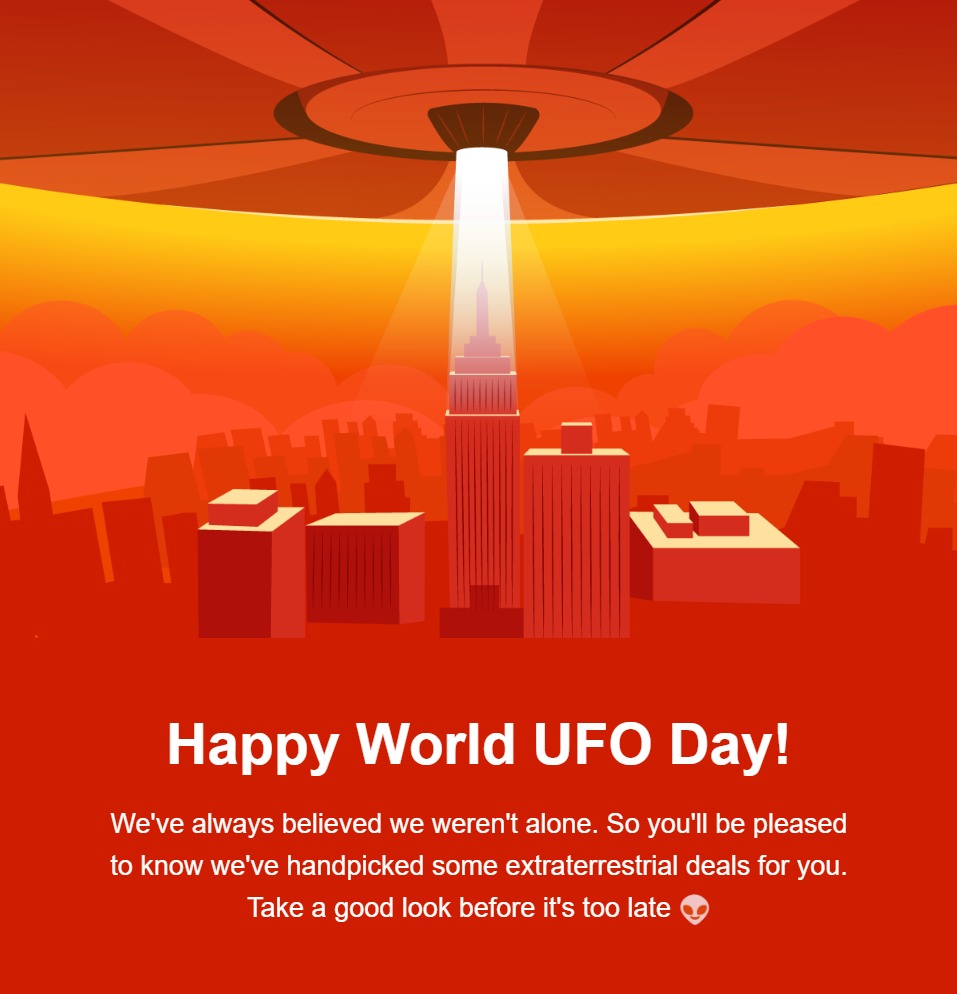 Happy World UFO Day!
We've always believed we weren't alone. So you'll be pleased
to know we've handpicked some extraterrestrial deals for you.
Take a good look before it's too late 👽